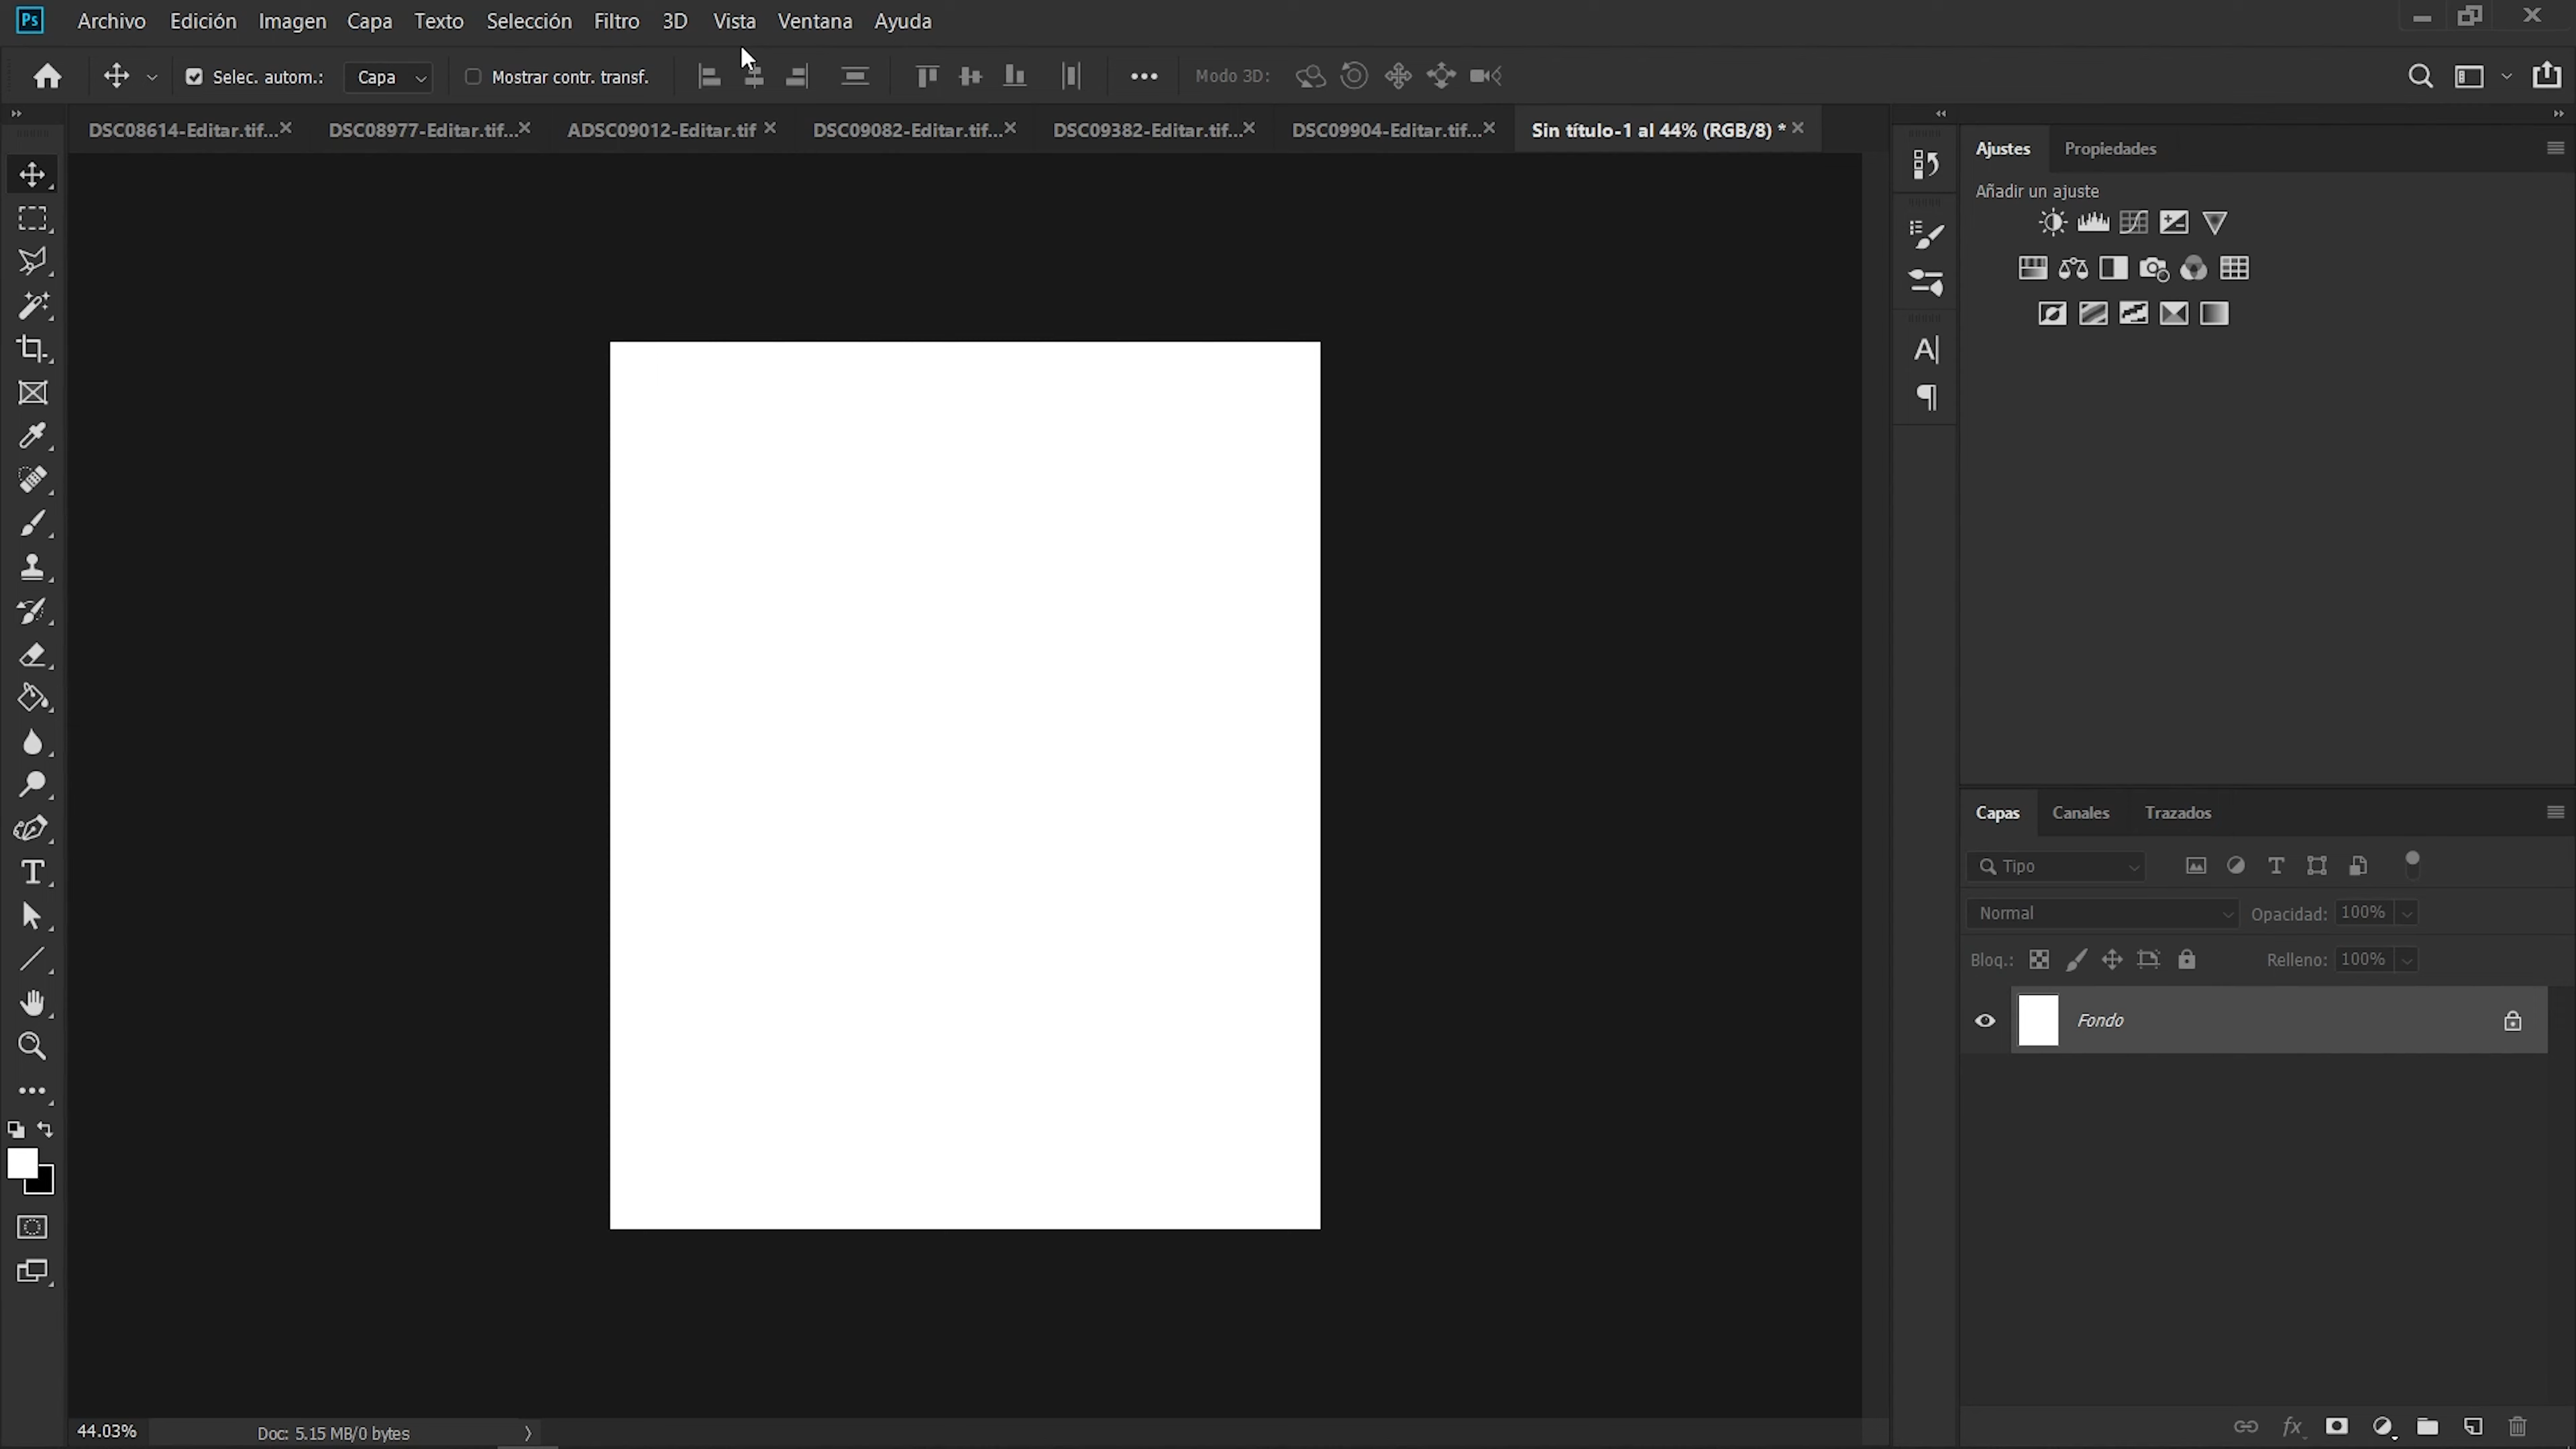 Ps Archivo Edición Imagen Capa Texto Selección Filtro 3D Vista Ventana Ayuda
Selec. autom.: Capa Mostrar contr. transf. Modo 3D:
DSC08614-Editar.tif... DSC08977-Editar.tif... ADSC09012-Editar.tif DSC09082-Editar.tif... DSC09382-Editar.tif... DSC09904-Editar.tif... Sin título-1 al 44% (RGB/8) *
Ajustes Propiedades
Añadir un ajuste
Capas Canales Trazados
Tipo
Normal Opacidad: 100%
Bloq.: Relleno: 100%
Fondo
44.03% Doc: 5.15 MB/0 bytes
fx